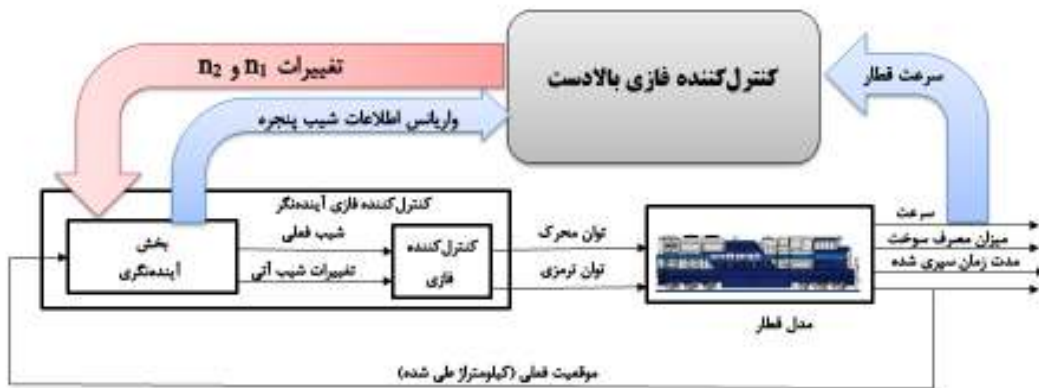 کنترل‌کننده فازی بالادست
تغییرات n1 و n2
سرعت قطار
واریانس اطلاعات شیب پنجره
کنترل‌کننده فازی آینده‌نگر
بخش
آینده‌نگری
شیب فعلی
تغییرات شیب آتی
کنترل‌کننده
فازی
توان محرک
توان ترمزی
مدل قطار
سرعت
میزان مصرف سوخت
مدت زمان سپری شده
موقعیت فعلی (کیلومتراژ طی شده)